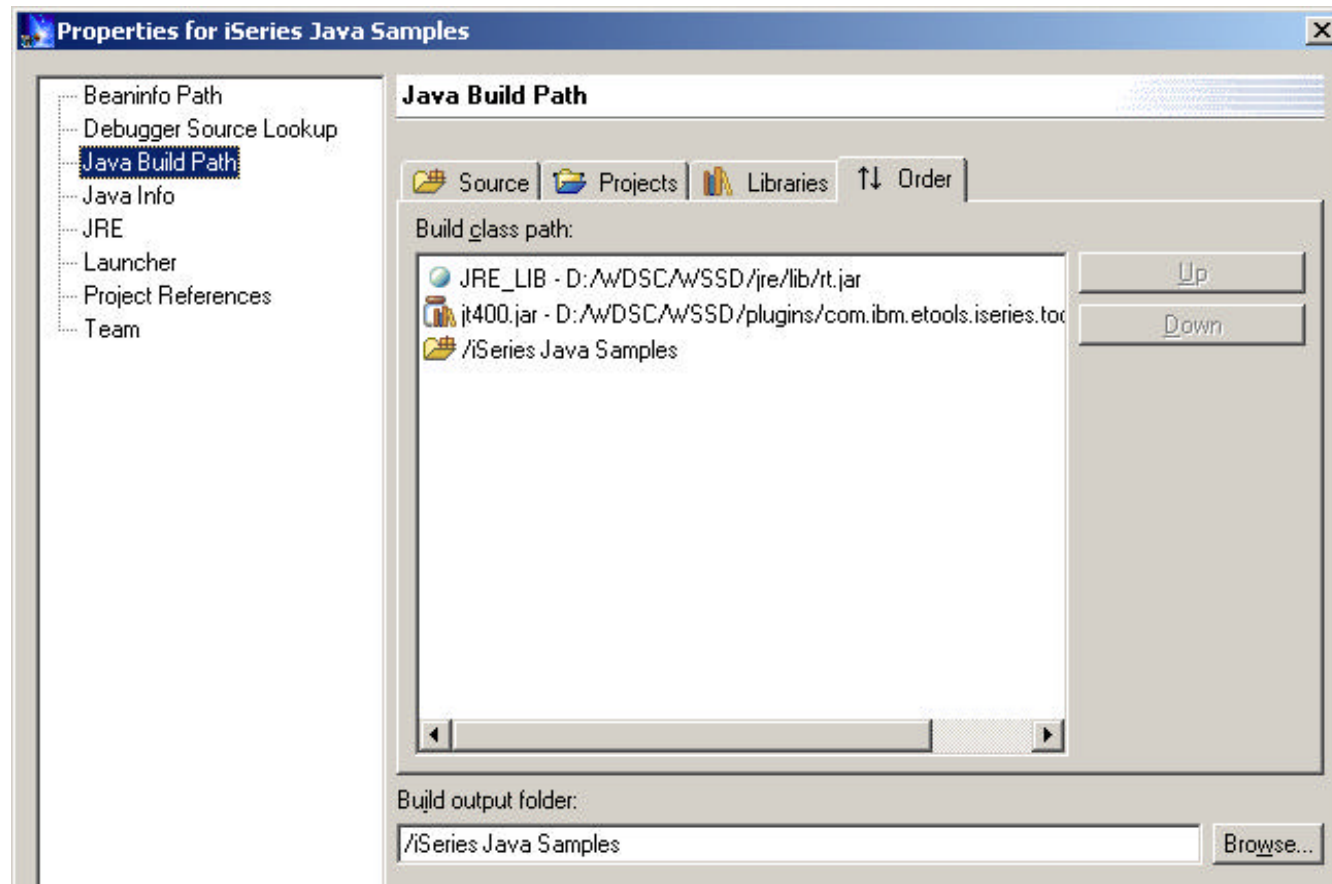 Properties for iSeries Java Samples
Beaninfo Path
Debugger Source Lookup
Java Build Path
Java Info
JRE
Launcher
Project References
Team
Java Build Path
Source Projects Libraries Order
Build class path:
JRE_LIB - D:/WDSC/WSSD/jre/lib/rt.jar
jt400.jar - D:/WDSC/WSSD/plugins/com.ibm.etools.iseries.too
/iSeries Java Samples
Up
Down
Build output folder:
/iSeries Java Samples
Browse...